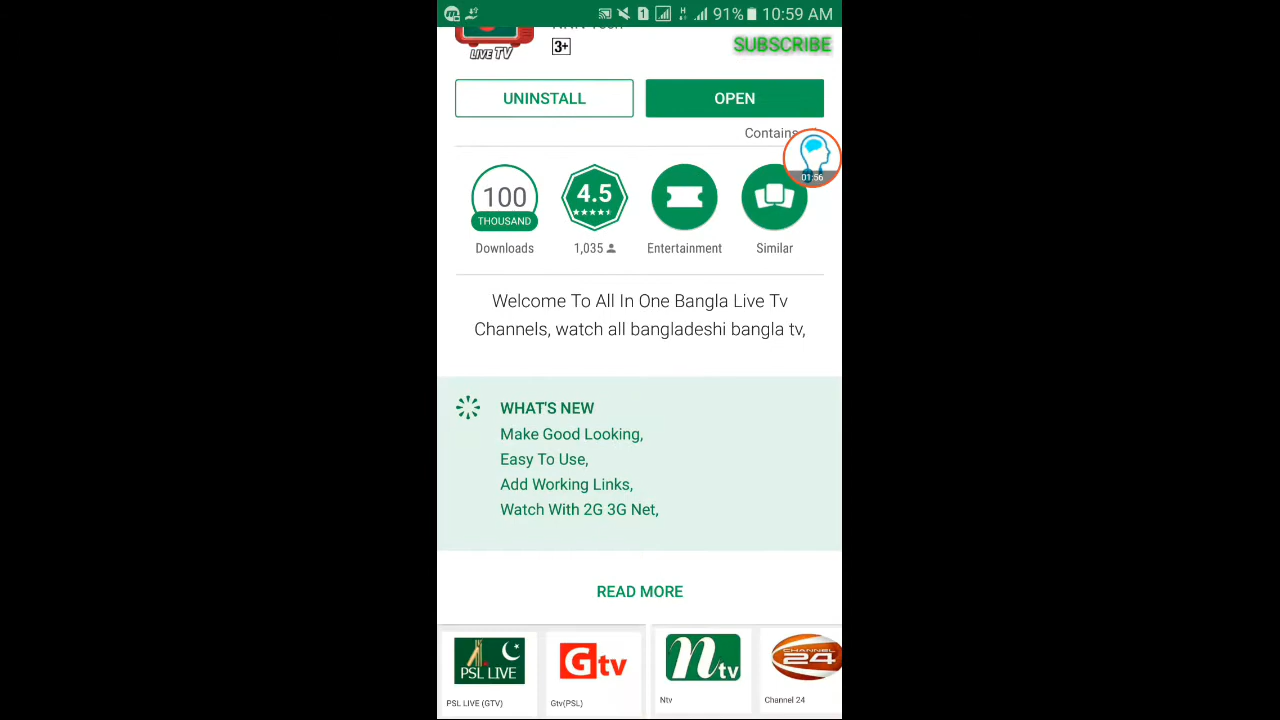 91% 10:59 AM
LIVE TV
3+
SUBSCRIBE
UNINSTALL
OPEN
Contains
01:56
100
THOUSAND
4.5
Downloads
1,035
Entertainment
Similar
Welcome To All In One Bangla Live Tv
Channels, watch all bangladeshi bangla tv,
WHAT'S NEW
Make Good Looking,
Easy To Use,
Add Working Links,
Watch With 2G 3G Net,
READ MORE
PSL LIVE
Gtv
ntv
CHANNEL
24
PSL LIVE (GTV)
Gtv(PSL)
Ntv
Channel 24